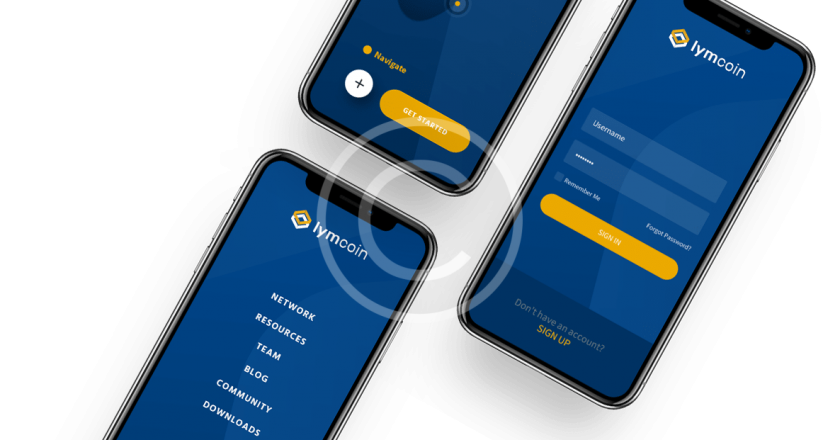 Navigate
+
GET STARTED
lymcoin
NETWORK
RESOURCES
TEAM
BLOG
COMMUNITY
DOWNLOADS
lymcoin
Username
••••••••
Remember Me
Forgot Password?
SIGN IN
Don't have an account?
SIGN UP
©